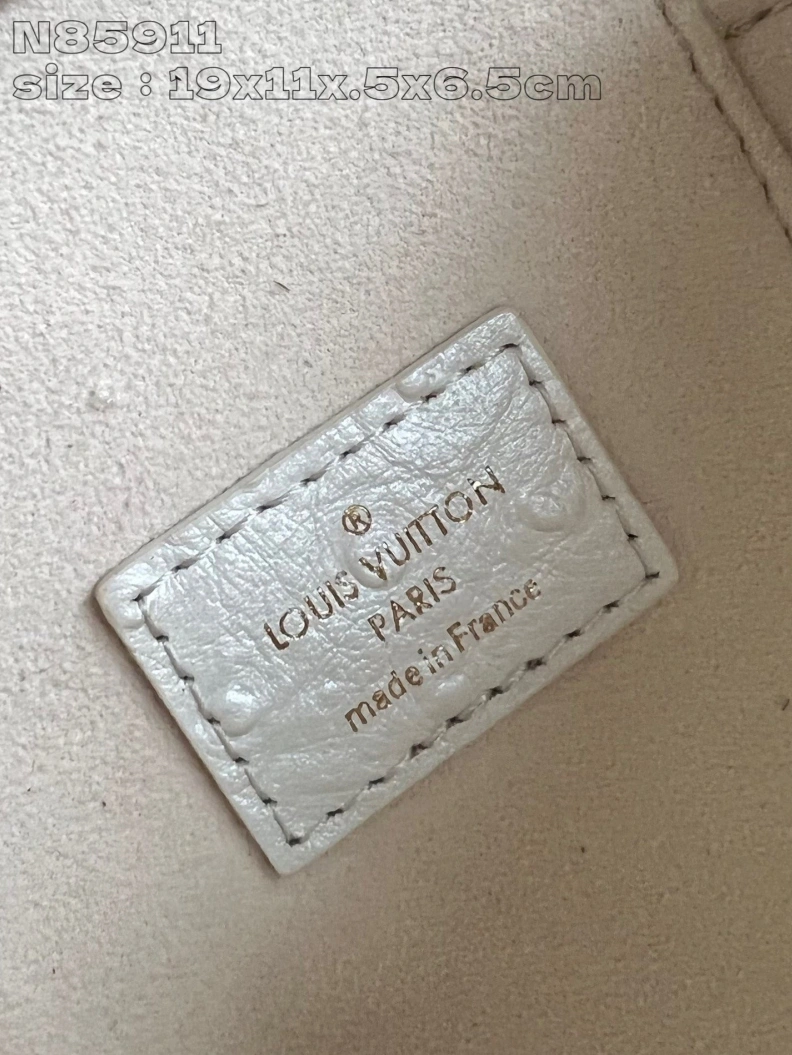 N85911
size : 19x11x.5x6.5cm
®
LOUIS VUITTON
PARIS
made in France